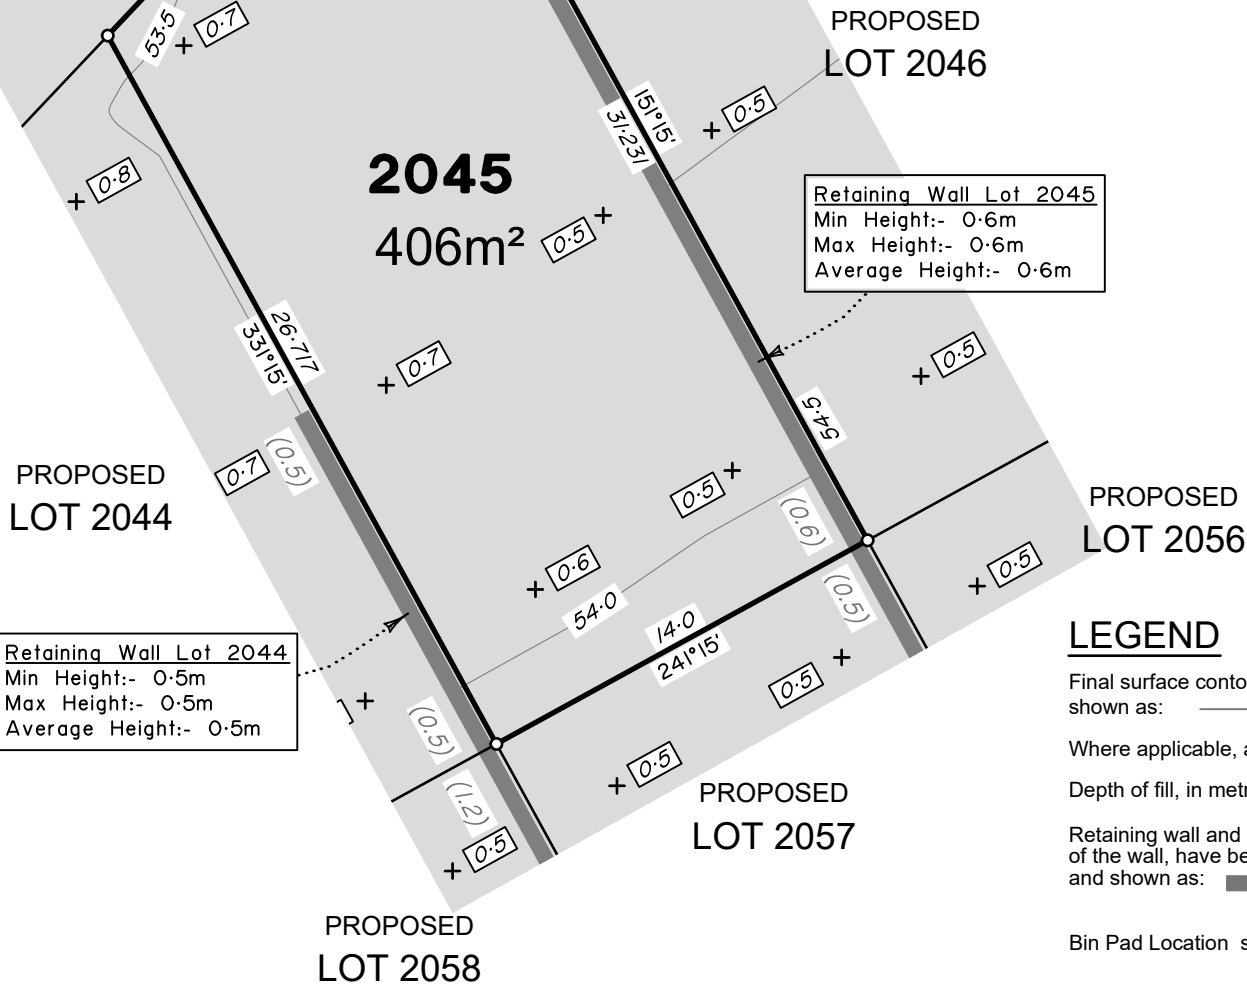 PROPOSED
LOT 2046
53·5
0·7
0·5
151°15'
31·231
0·8
2045
406m²
0·5
Retaining Wall Lot 2045
Min Height:- 0·6m
Max Height:- 0·6m
Average Height:- 0·6m
26·717
331°15'
0·7
0·5
54·5
PROPOSED
LOT 2044
0·7
(0.5)
0·5
(0.6)
PROPOSED
LOT 2056
0·6
0·5
54·0
(0.5)
14·0
241°15'
Retaining Wall Lot 2044
Min Height:- 0·5m
Max Height:- 0·5m
Average Height:- 0·5m
0·5
(0.5)
(1.2)
0·5
0·5
PROPOSED
LOT 2057
PROPOSED
LOT 2058
LEGEND
Final surface conto
shown as:
Where applicable, a
Depth of fill, in metr
Retaining wall and
of the wall, have be
and shown as:
Bin Pad Location s